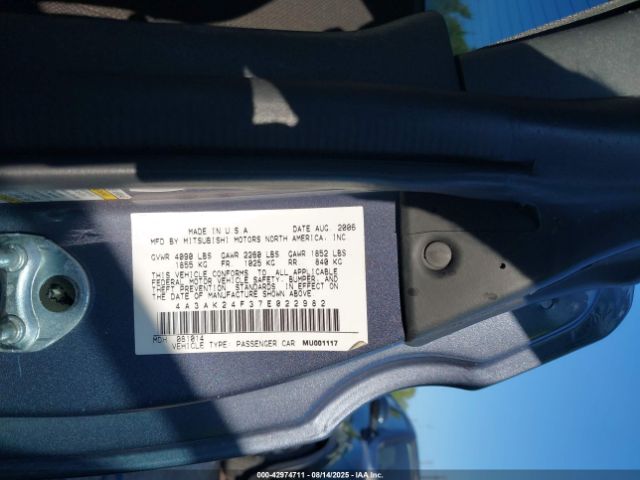 MADE IN U.S.A DATE AUG. 2006
MFD BY MITSUBISHI MOTORS NORTH AMERICA, INC
GVWR 4090 LBS GAWR 2260 LBS GAWR 1852 LBS
1855 KG FR 1025 KG RR 840 KG
THIS VEHICLE CONFORMS TO ALL APPLICABLE
FEDERAL MOTOR VEHICLE SAFETY, BUMPER, AND
THEFT PREVENTION STANDARDS IN EFFECT ON
THE DATE OF MANUFACTURE SHOWN ABOVE
4A3AK24F37E022982
MDH 081014
VEHICLE TYPE: PASSENGER CAR MU001117
000-42974711 - 08/14/2025 - IAA Inc.